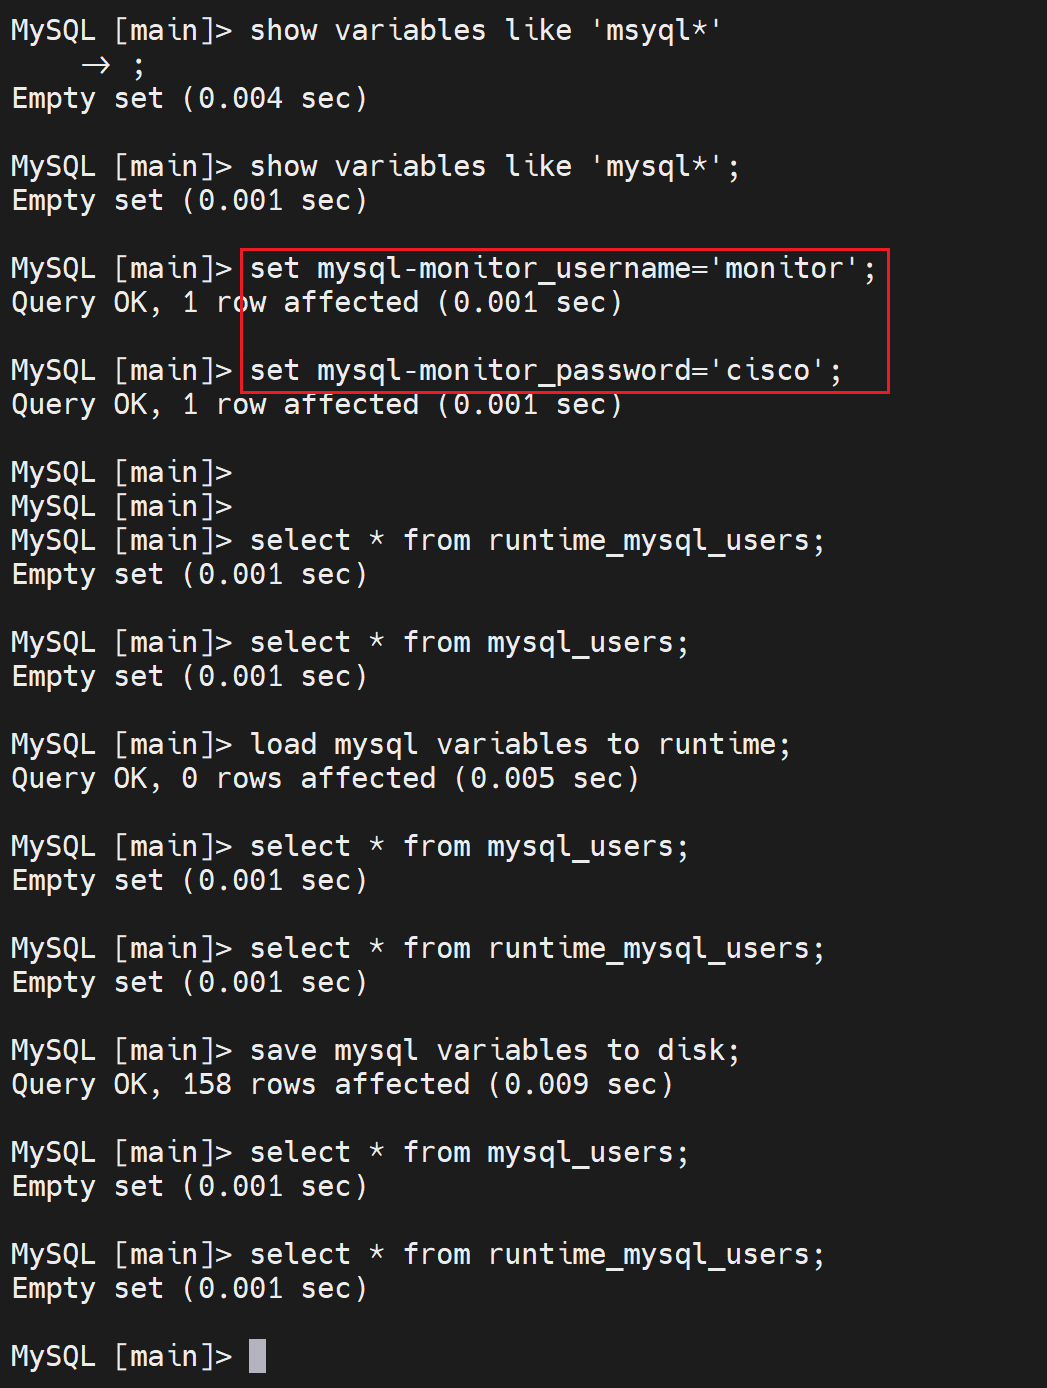 MySQL [main]> show variables like 'msyql*'
    -> ;
Empty set (0.004 sec)

MySQL [main]> show variables like 'mysql*';
Empty set (0.001 sec)

MySQL [main]> set mysql-monitor_username='monitor';
Query OK, 1 row affected (0.001 sec)

MySQL [main]> set mysql-monitor_password='cisco';
Query OK, 1 row affected (0.001 sec)

MySQL [main]>
MySQL [main]>
MySQL [main]> select * from runtime_mysql_users;
Empty set (0.001 sec)

MySQL [main]> select * from mysql_users;
Empty set (0.001 sec)

MySQL [main]> load mysql variables to runtime;
Query OK, 0 rows affected (0.005 sec)

MySQL [main]> select * from mysql_users;
Empty set (0.001 sec)

MySQL [main]> select * from runtime_mysql_users;
Empty set (0.001 sec)

MySQL [main]> save mysql variables to disk;
Query OK, 158 rows affected (0.009 sec)

MySQL [main]> select * from mysql_users;
Empty set (0.001 sec)

MySQL [main]> select * from runtime_mysql_users;
Empty set (0.001 sec)

MySQL [main]>